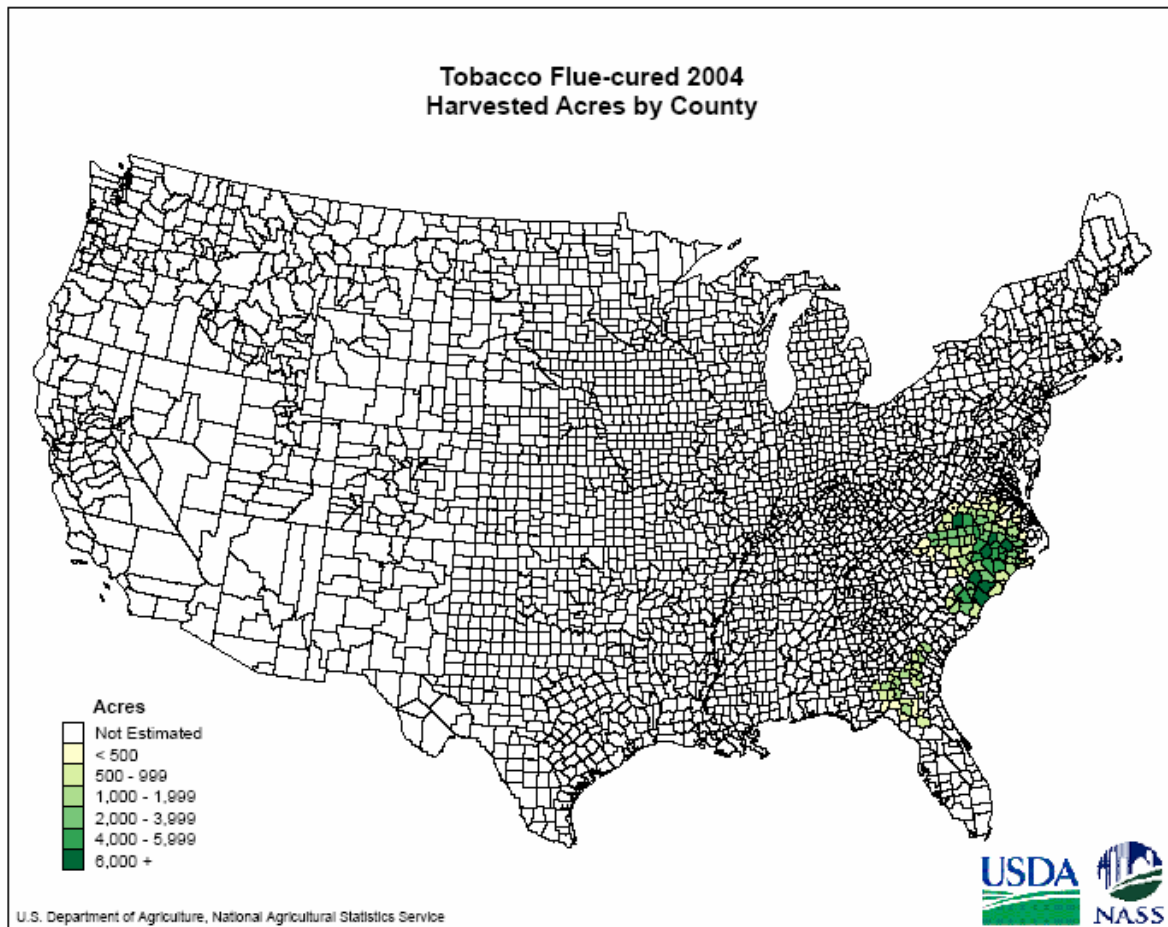 Tobacco Flue-cured 2004
Harvested Acres by County
Acres
Not Estimated
< 500
500 - 999
1,000 - 1,999
2,000 - 3,999
4,000 - 5,999
6,000 +
USDA
NASS
U.S. Department of Agriculture, National Agricultural Statistics Service